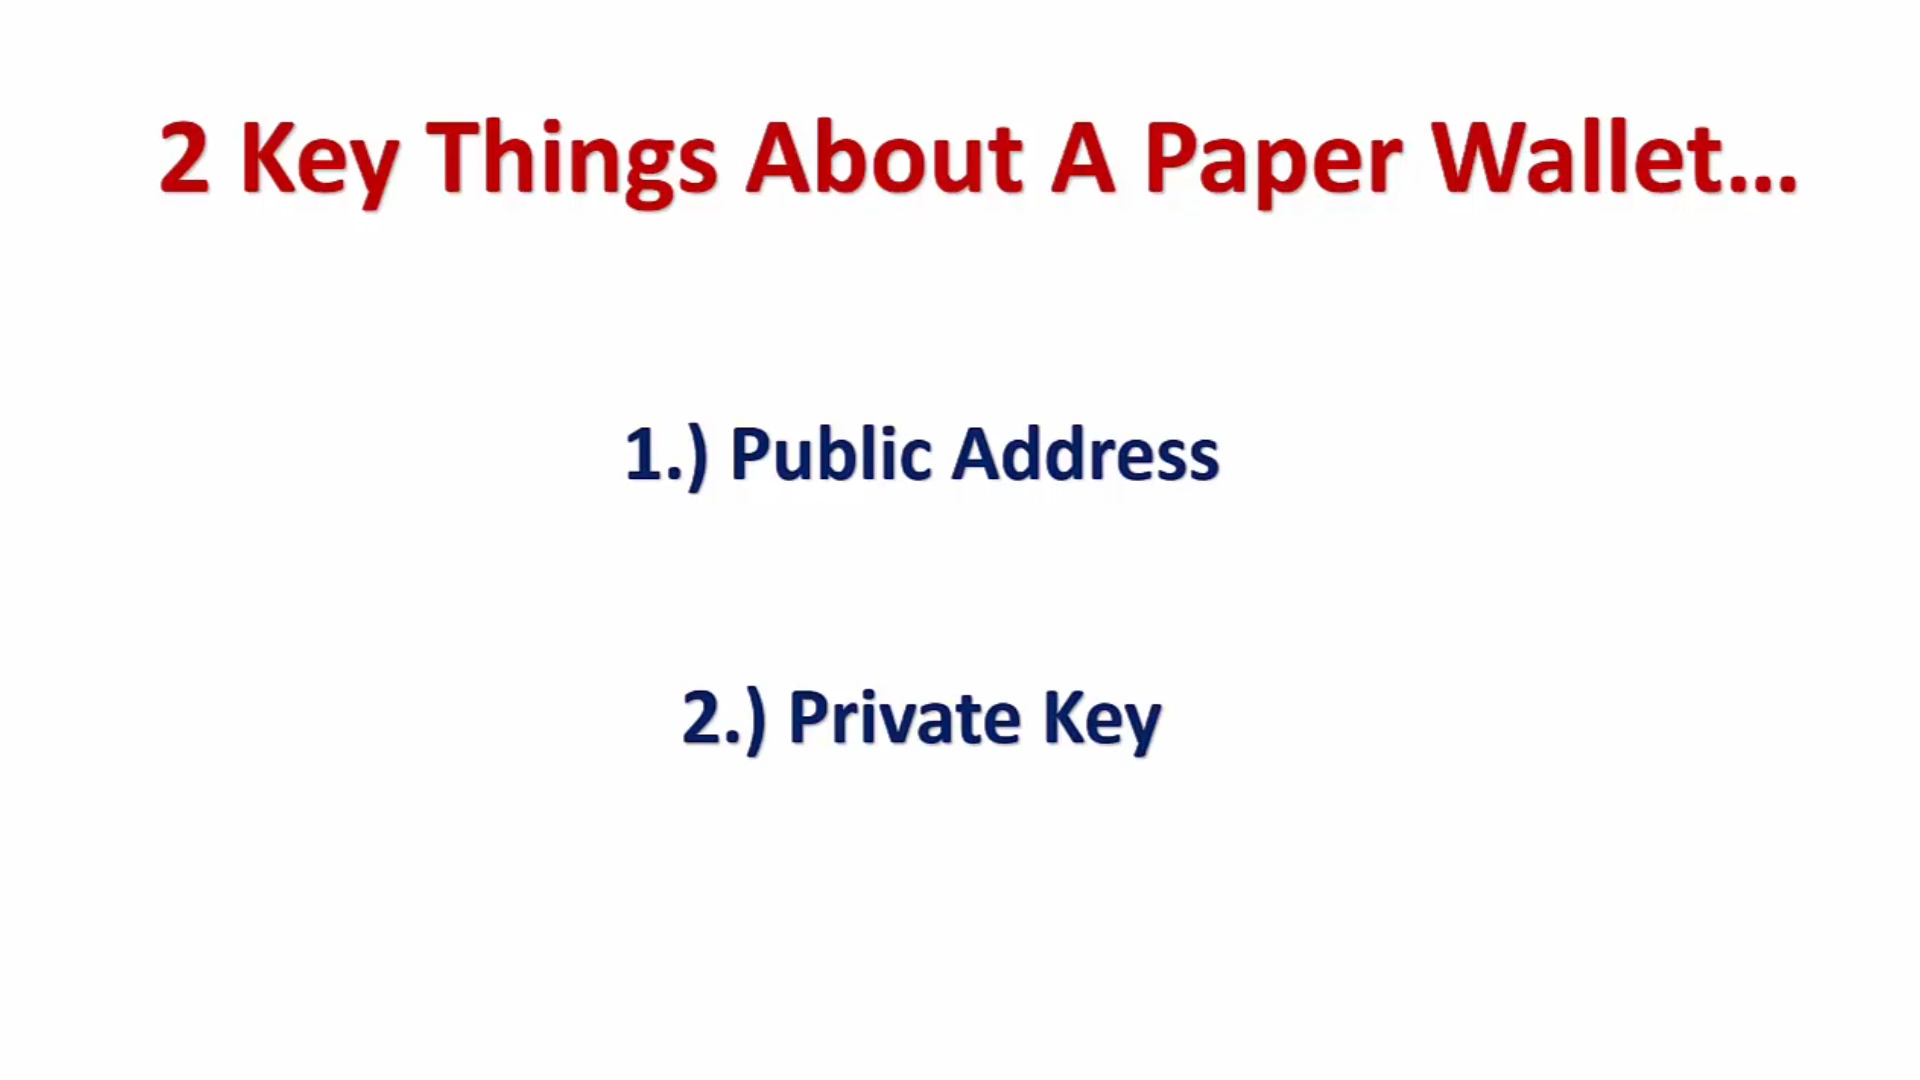 2 Key Things About A Paper Wallet...
1.) Public Address
2.) Private Key